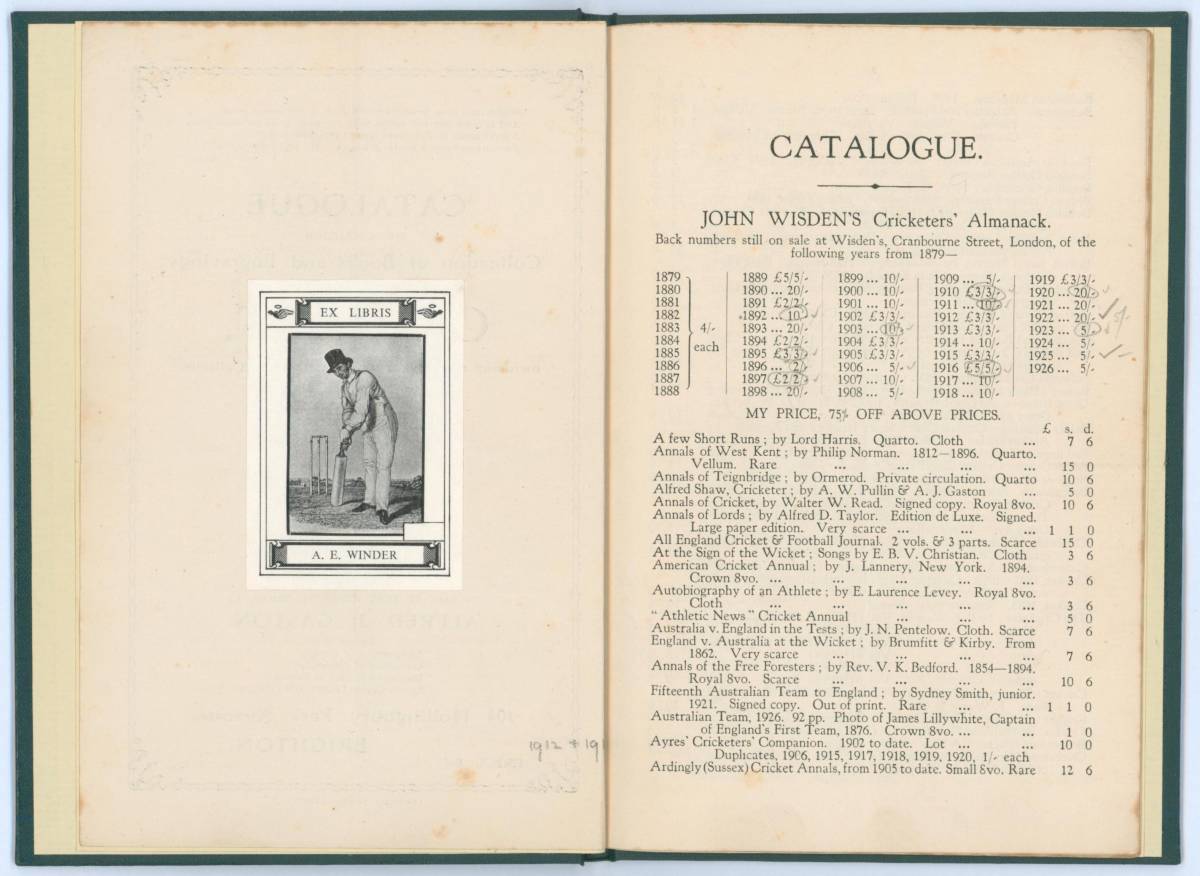 EX LIBRIS
A. E. WINDER
1912 + 191
CATALOGUE.
JOHN WISDEN'S Cricketers' Almanack.
Back numbers still on sale at Wisden's, Cranbourne Street, London, of the
following years from 1879—
1879
1880
1881
1882
1883
1884
1885
1886
1887
1888
4/-
each
1889 £5/5/-
1890 ... 20/-
1891 £2/2/-
1892 ... 10/-
1893 ... 20/-
1894 £2/2/-
1895 £3/3/-
1896 ... 2/-
1897 £2/2/-
1898 ... 20/-
1899 ... 10/-
1900 ... 10/-
1901 ... 10/-
1902 £3/3/-
1903 ... 10/-
1904 £3/3/-
1905 £3/3/-
1906 ... 5/-
1907 ... 10/-
1908 ... 5/-
1909 ... 5/-
1910 £3/3/-
1911 ... 10/-
1912 £3/3/-
1913 £3/3/-
1914 ... 10/-
1915 £3/3/-
1916 £5/5/-
1917 ... 10/-
1918 ... 10/-
1919 £3/3/-
1920 ... 20/-
1921 ... 20/-
1922 ... 20/-
1923 ... 5/-
1924 ... 5/-
1925 ... 5/-
1926 ... 5/-
MY PRICE, 75% OFF ABOVE PRICES.
£ s. d.
A few Short Runs; by Lord Harris. Quarto. Cloth ... 7 6
Annals of West Kent; by Philip Norman. 1812—1896. Quarto.
Vellum. Rare ... ... ... ... 15 0
Annals of Teignbridge; by Ormerod. Private circulation. Quarto 10 6
Alfred Shaw, Cricketer; by A. W. Pullin & A. J. Gaston ... 5 0
Annals of Cricket, by Walter W. Read. Signed copy. Royal 8vo. 10 6
Annals of Lords; by Alfred D. Taylor. Edition de Luxe. Signed.
Large paper edition. Very scarce ... ... ... 1 1 0
All England Cricket & Football Journal. 2 vols. & 3 parts. Scarce 15 0
At the Sign of the Wicket; Songs by E. B. V. Christian. Cloth 3 6
American Cricket Annual; by J. Lannery, New York. 1894.
Crown 8vo. ... ... ... ... ... 3 6
Autobiography of an Athlete; by E. Laurence Levey. Royal 8vo.
Cloth ... ... ... ... ... 3 6
"Athletic News" Cricket Annual ... ... ... 5 0
Australia v. England in the Tests; by J. N. Pentelow. Cloth. Scarce 7 6
England v. Australia at the Wicket; by Brumfitt & Kirby. From
1862. Very scarce ... ... ... ... 7 6
Annals of the Free Foresters; by Rev. V. K. Bedford. 1854—1894.
Royal 8vo. Scarce ... ... ... 10 6
Fifteenth Australian Team to England; by Sydney Smith, junior.
1921. Signed copy. Out of print. Rare ... ... 1 1 0
Australian Team, 1926. 92 pp. Photo of James Lillywhite, Captain
of England's First Team, 1876. Crown 8vo. ... ... 1 0
Ayres' Cricketers' Companion. 1902 to date. Lot ... ... 10 0
Duplicates, 1906, 1915, 1917, 1918, 1919, 1920, 1/- each
Ardingly (Sussex) Cricket Annals, from 1905 to date. Small 8vo. Rare 12 6